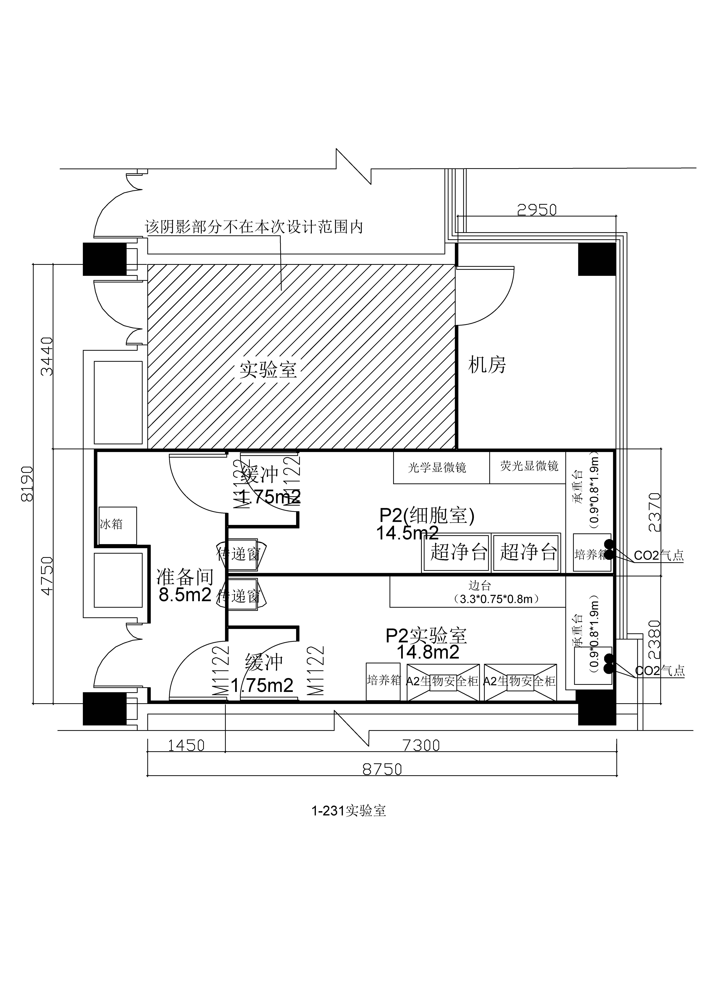 2950
该阴影部分不在本次设计范围内
3440
实验室
机房
8190
4750
光学显微镜
荧光显微镜
承重台
（0.9*0.8*1.9m）
M1122
缓冲
M1122
1.75m2
2370
冰箱
P2(细胞室)
14.5m2
传递窗
超净台
超净台
培养箱
CO2气点
准备间
8.5m2
传递窗
边台
（3.3*0.75*0.8m）
承重台
（0.9*0.8*1.9m）
2380
P2实验室
14.8m2
M1122
缓冲
1.75m2
M1122
培养箱
A2生物安全柜
A2生物安全柜
CO2气点
1450
7300
8750
1-231实验室